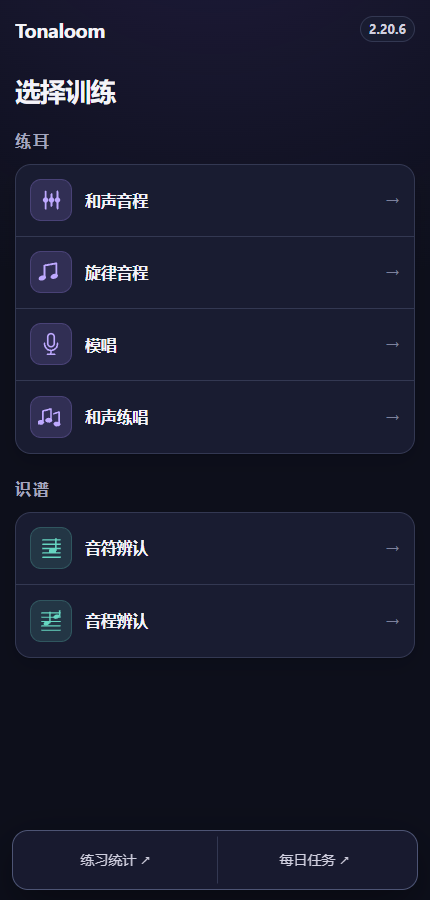 Tonaloom
2.20.6
选择训练
练耳
和声音程 →
旋律音程 →
模唱 →
和声练唱 →
识谱
音符辨认 →
音程辨认 →
练习统计 ↗
每日任务 ↗